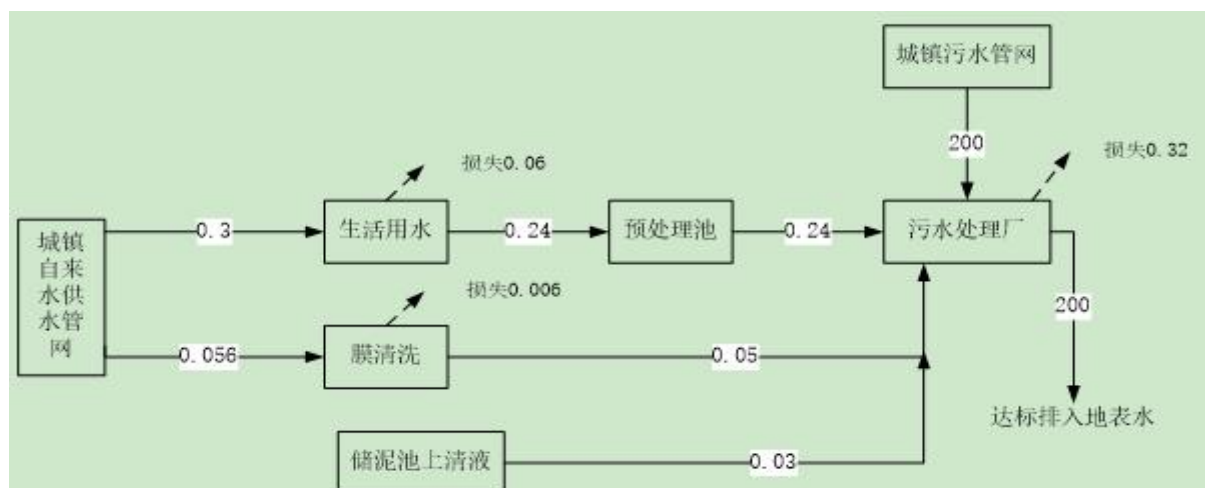 城镇污水管网
200
损失0.32
损失0.06
城镇
自来
水供
水管
网
0.3
生活用水
0.24
预处理池
0.24
污水处理厂
损失0.006
200
0.056
膜清洗
0.05
达标排入地表水
储泥池上清液
0.03